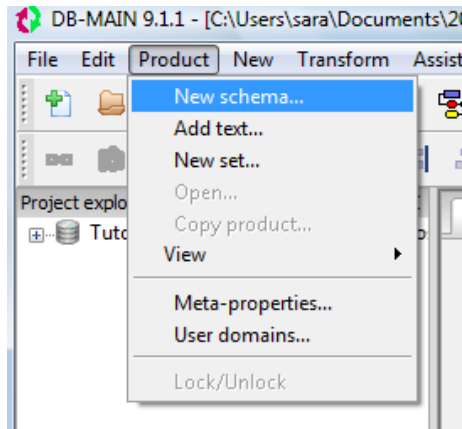 DB-MAIN 9.1.1 - [C:\Users\sara\Documents\20
File Edit Product New Transform Assist
New schema...
Add text...
New set...
Open...
Copy product...
View
Meta-properties...
User domains...
Lock/Unlock
Project explo
Tuto